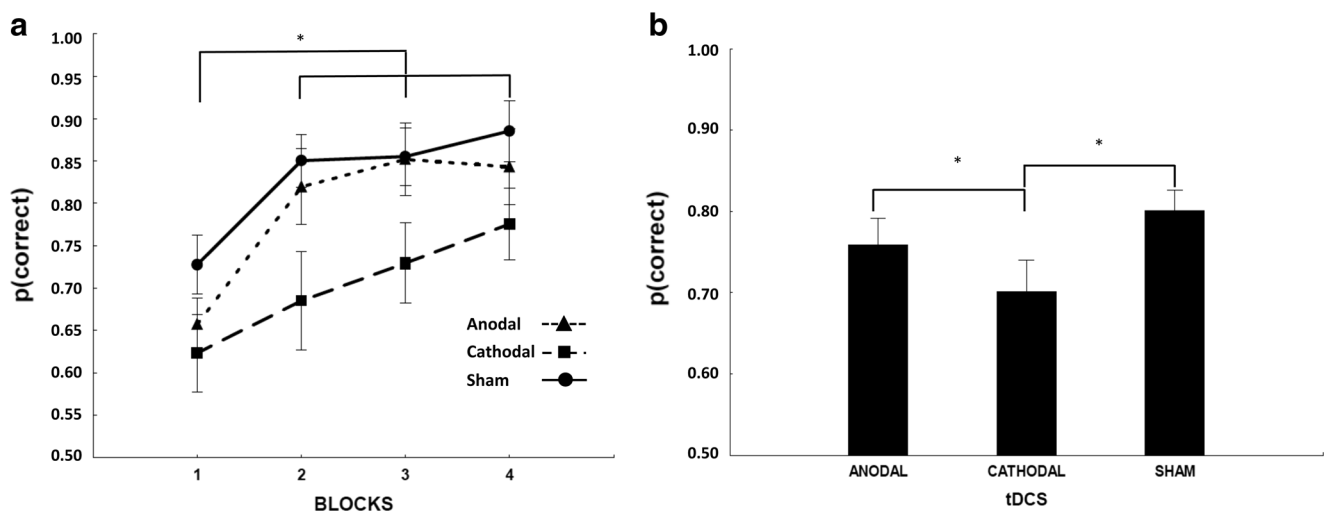 a
1.00
0.95
0.90
0.85
0.80
0.75
0.70
0.65
0.60
0.55
0.50
p(correct)
*
Anodal
Cathodal
Sham
1 2 3 4
BLOCKS
b
1.00
0.90
0.80
0.70
0.60
0.50
p(correct)
*
*
ANODAL CATHODAL SHAM
tDCS